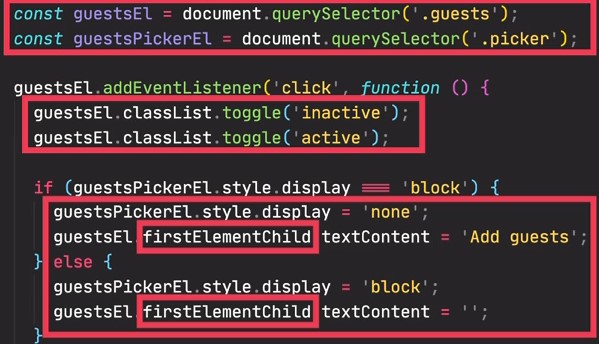 const guestsEl = document.querySelector('.guests');
const guestsPickerEl = document.querySelector('.picker');
guestsEl.addEventListener('click', function () {
guestsEl.classList.toggle('inactive');
guestsEl.classList.toggle('active');
if (guestsPickerEl.style.display === 'block') {
guestsPickerEl.style.display = 'none';
guestsEl.firstElementChild.textContent = 'Add guests';
} else {
guestsPickerEl.style.display = 'block';
guestsEl.firstElementChild.textContent = '';
}